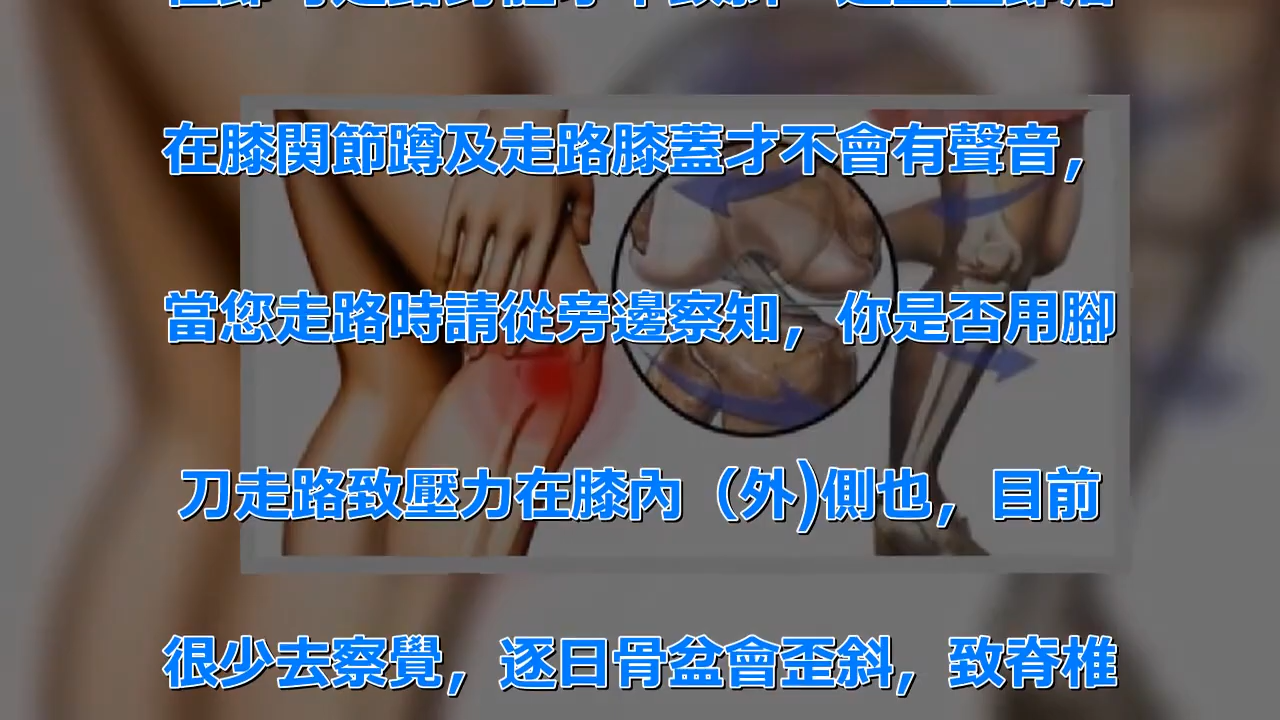 在膝関節蹲及走路膝蓋才不會有聲音，
當您走路時請從旁邊察知，你是否用腳
刀走路致壓力在膝內（外)側也，目前
很少去察覺，逐日骨盆會歪斜，致脊椎